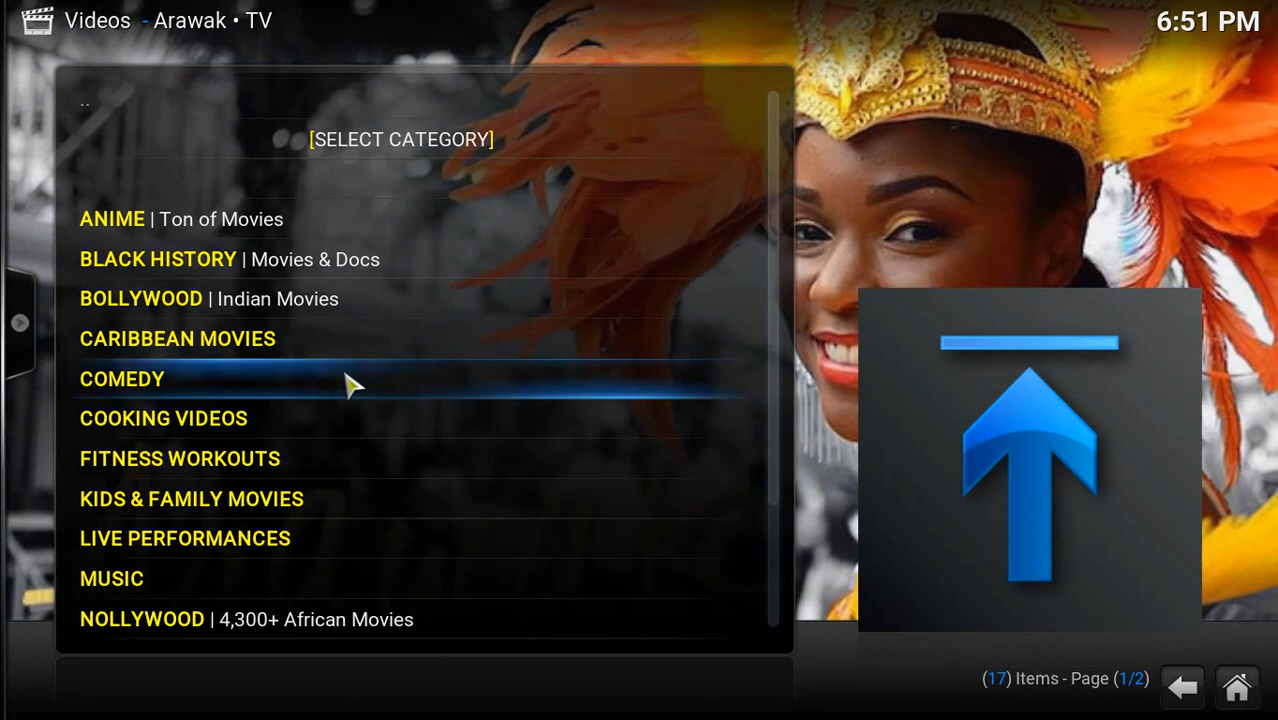 Videos - Arawak • TV
6:51 PM
..
[SELECT CATEGORY]
ANIME | Ton of Movies
BLACK HISTORY | Movies & Docs
BOLLYWOOD | Indian Movies
CARIBBEAN MOVIES
COMEDY
COOKING VIDEOS
FITNESS WORKOUTS
KIDS & FAMILY MOVIES
LIVE PERFORMANCES
MUSIC
NOLLYWOOD | 4,300+ African Movies
(17) Items - Page (1/2)